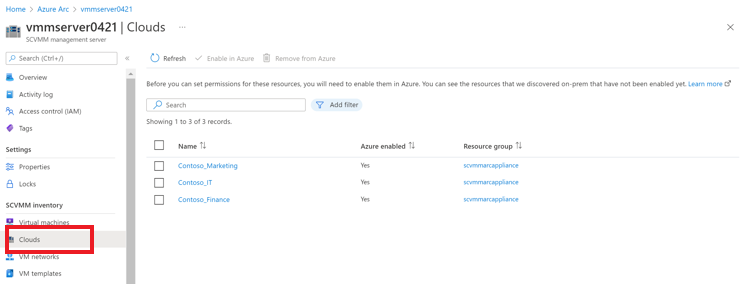 Home > Azure Arc > vmmserver0421
vmmserver0421 | Clouds ...
SCVMM management server
Search (Ctrl+/) «
Overview
Activity log
Access control (IAM)
Tags
Settings
Properties
Locks
SCVMM inventory
Virtual machines
Clouds
VM networks
VM templates
Refresh Enable in Azure Remove from Azure
Before you can set permissions for these resources, you will need to enable them in Azure. You can see the resources that we discovered on-prem that have not been enabled yet. Learn more
Search Add filter
Showing 1 to 3 of 3 records.
Name ↑↓ Azure enabled ↑↓ Resource group ↑↓
Contoso_Marketing Yes scvmmarcappliance
Contoso_IT Yes scvmmarcappliance
Contoso_Finance Yes scvmmarcappliance